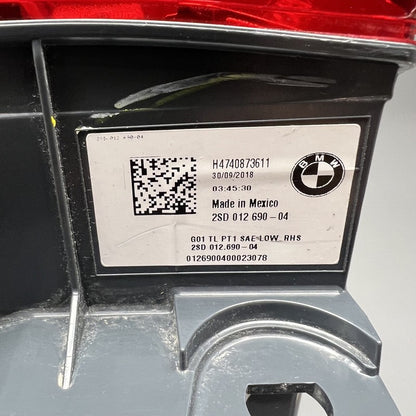 H4740873611
30/09/2018
03:45:30
BMW
Made in Mexico
2SD 012 690-04
G01 TL PT1 SAE LOW RHS
2SD 012.690-04
0126900400023078